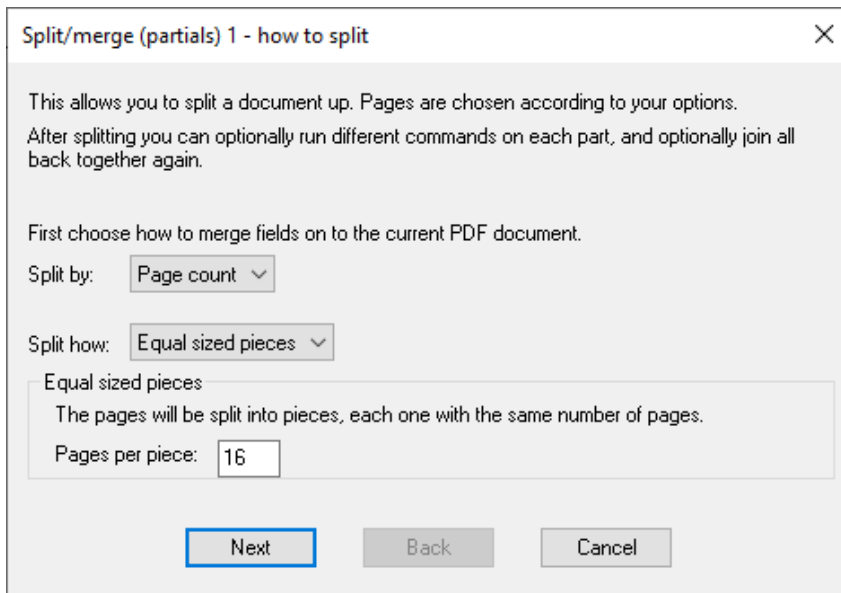 Split/merge (partials) 1 - how to split
This allows you to split a document up. Pages are chosen according to your options.
After splitting you can optionally run different commands on each part, and optionally join all
back together again.
First choose how to merge fields on to the current PDF document.
Split by: Page count
Split how: Equal sized pieces
Equal sized pieces
The pages will be split into pieces, each one with the same number of pages.
Pages per piece: 16
Next Back Cancel